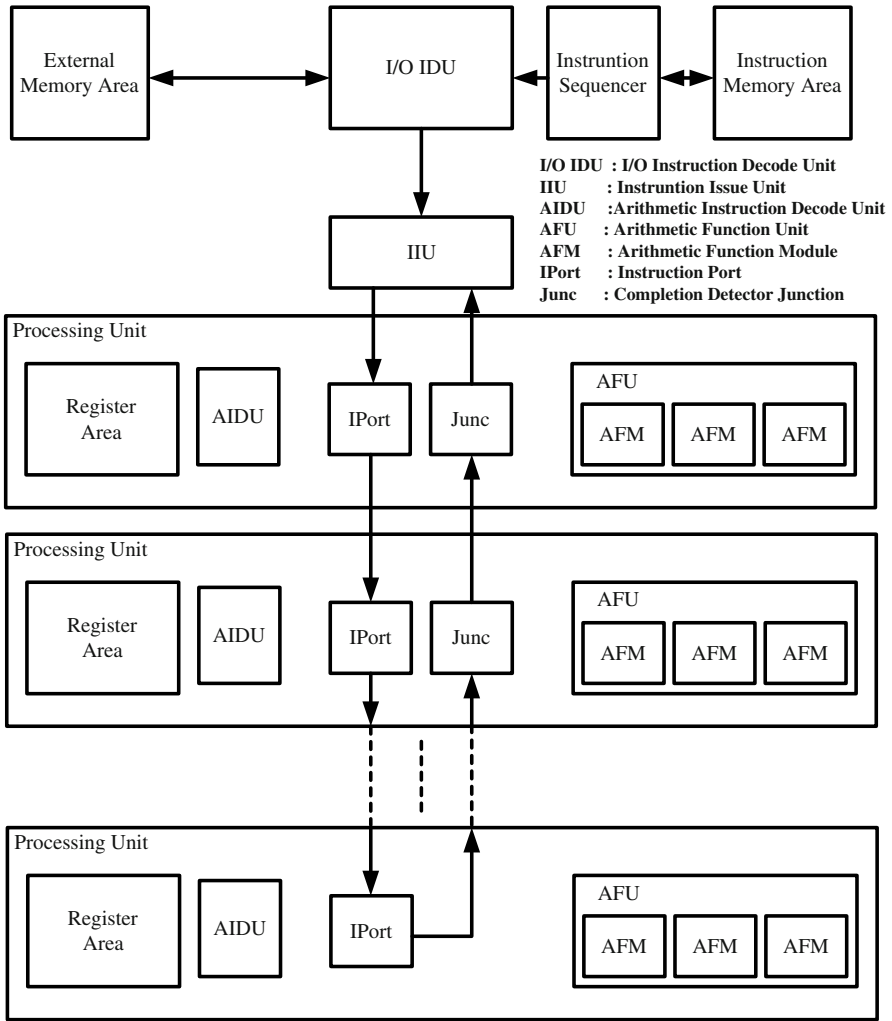 External
Memory Area
I/O IDU
Instruntion
Sequencer
Instruction
Memory Area
I/O IDU : I/O Instruction Decode Unit
IIU : Instruntion Issue Unit
AIDU :Arithmetic Instruction Decode Unit
AFU : Arithmetic Function Unit
AFM : Arithmetic Function Module
IPort : Instruction Port
Junc : Completion Detector Junction
IIU
Processing Unit
Register
Area
AIDU
IPort
Junc
AFU
AFM AFM AFM
Processing Unit
Register
Area
AIDU
IPort
Junc
AFU
AFM AFM AFM
Processing Unit
Register
Area
AIDU
IPort
AFU
AFM AFM AFM